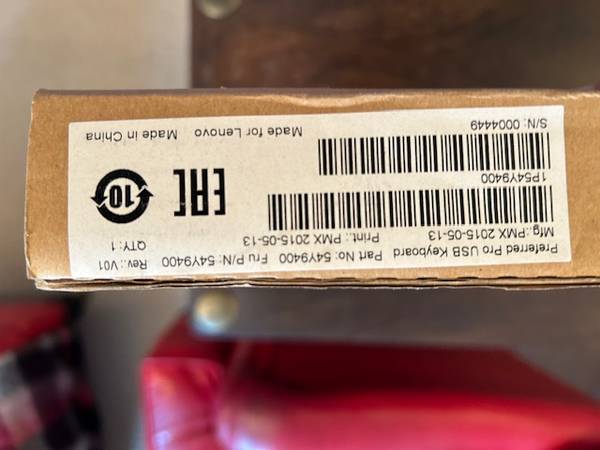 Preferred Pro USB Keyboard Part No: 54Y9400 Fru P/N: 54Y9400 Rev.: V01
Mfg.:PMX 2015-05-13 Print.: PMX 2015-05-13 QTY: 1
1P54Y9400
EAC
10
S/N: 0004449
Made for Lenovo Made in China